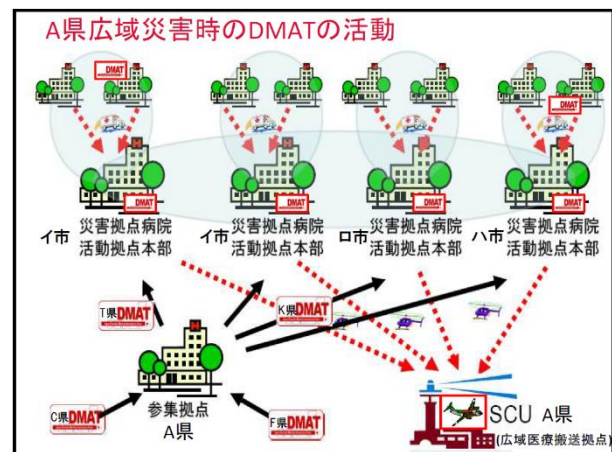 A県広域災害時のDMATの活動
DMAT
DMAT
DMAT
DMAT
DMAT
DMAT
イ市
災害拠点病院
活動拠点本部
イ市
災害拠点病院
活動拠点本部
ロ市
災害拠点病院
活動拠点本部
ハ市
災害拠点病院
活動拠点本部
T県DMAT
K県DMAT
C県DMAT
参集拠点
A県
F県DMAT
SCU A県
(広域医療搬送拠点)